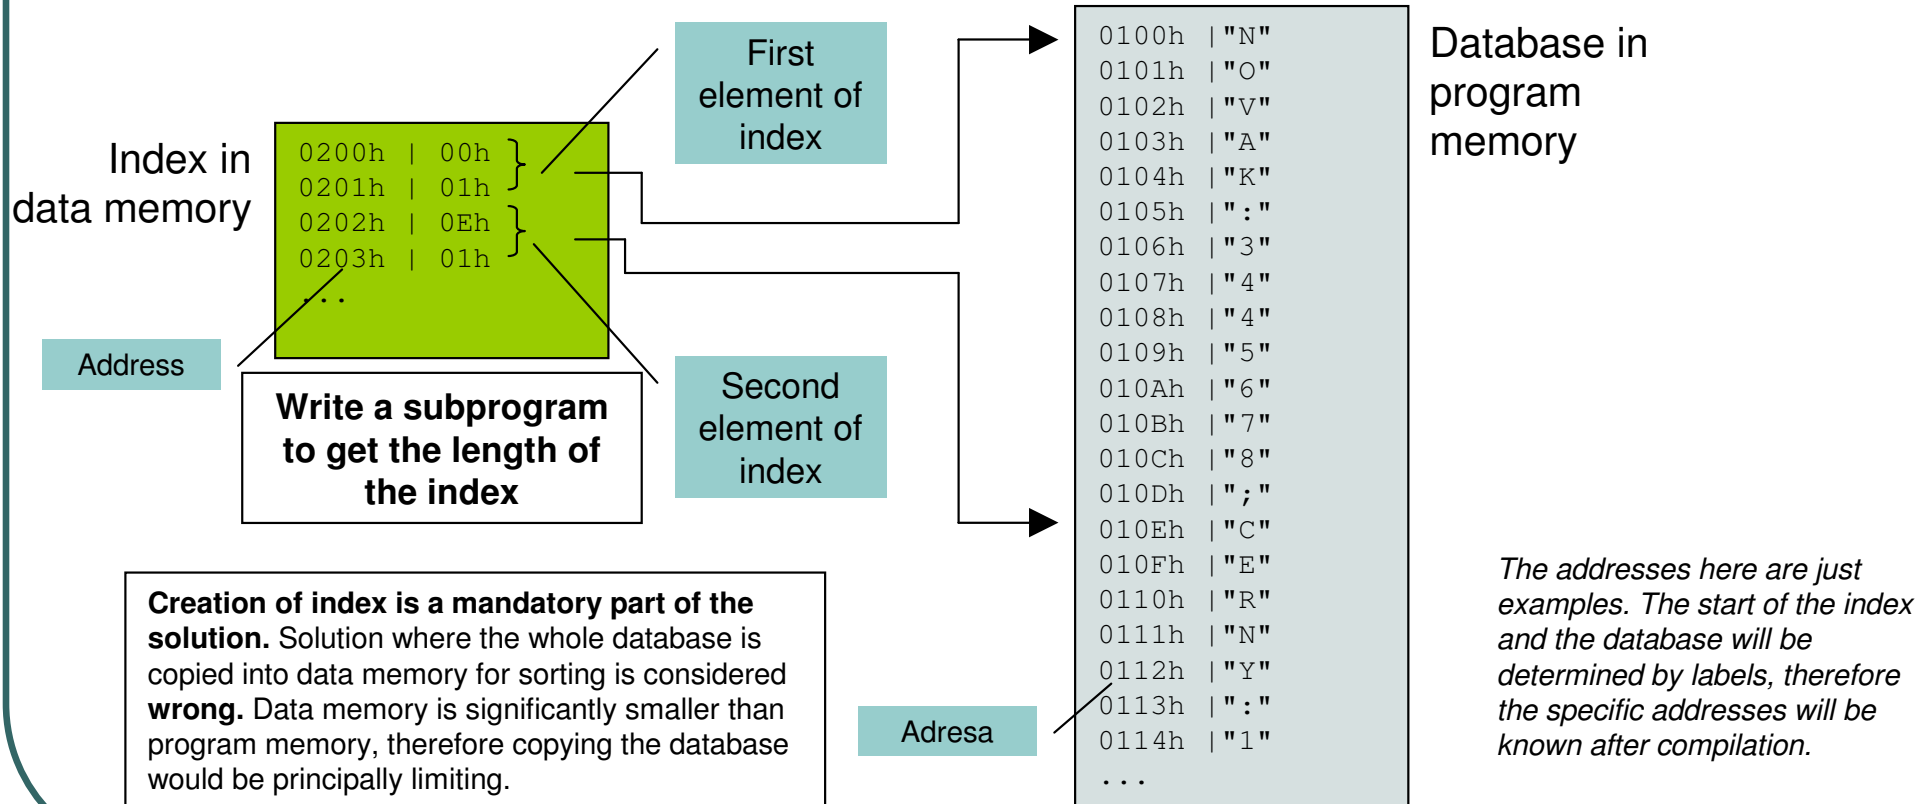 Index in
data memory
0200h | 00h
0201h | 01h
0202h | 0Eh
0203h | 01h
...
Address
First
element of
index
Second
element of
index
Write a subprogram
to get the length of
the index
Creation of index is a mandatory part of the
solution. Solution where the whole database is
copied into data memory for sorting is considered
wrong. Data memory is significantly smaller than
program memory, therefore copying the database
would be principally limiting.
0100h |"N"
0101h |"O"
0102h |"V"
0103h |"A"
0104h |"K"
0105h |":"
0106h |"3"
0107h |"4"
0108h |"4"
0109h |"5"
010Ah |"6"
010Bh |"7"
010Ch |"8"
010Dh |";"
010Eh |"C"
010Fh |"E"
0110h |"R"
0111h |"N"
0112h |"Y"
0113h |":"
0114h |"1"
...
Adresa
Database in
program
memory
The addresses here are just
examples. The start of the index
and the database will be
determined by labels, therefore
the specific addresses will be
known after compilation.